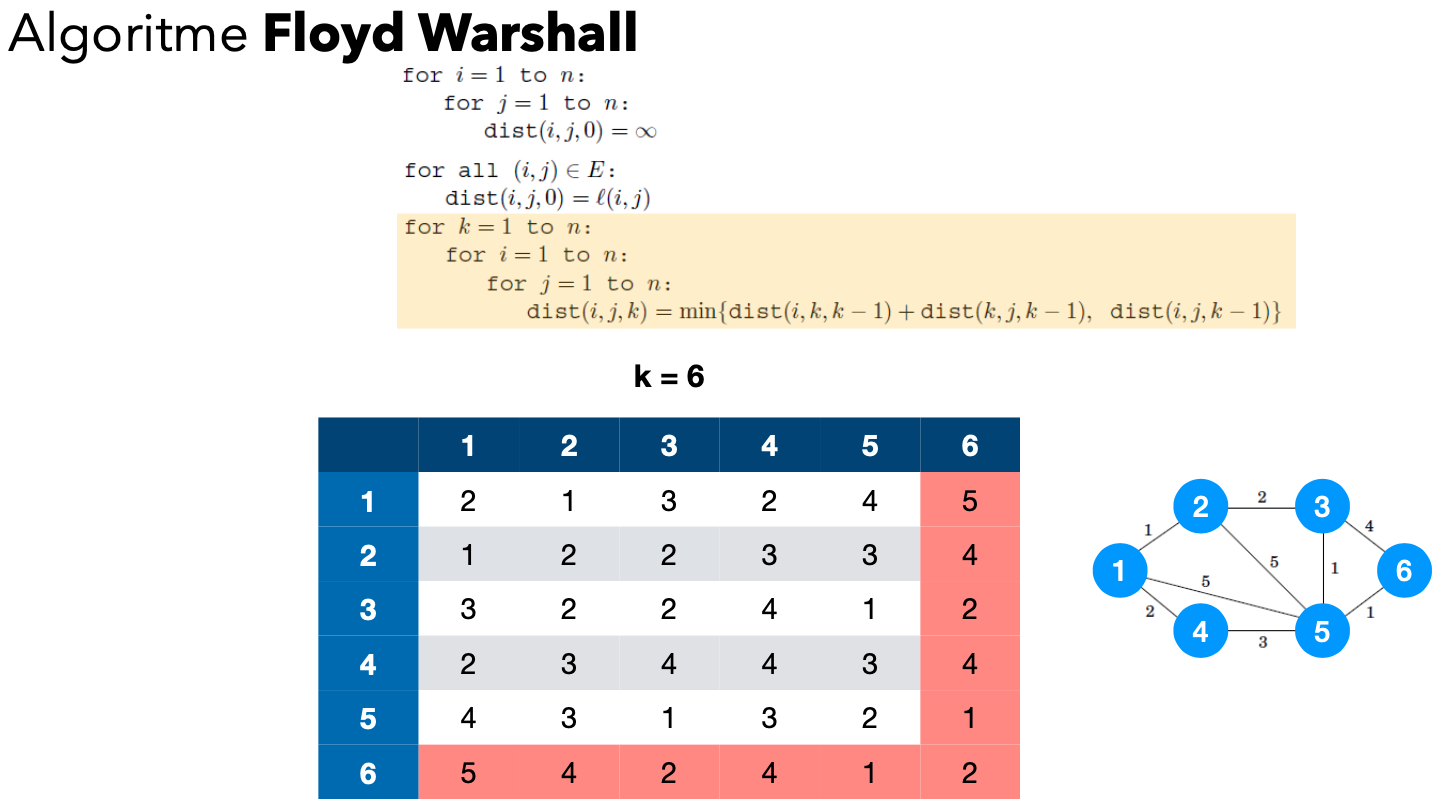 Algoritme Floyd Warshall
for i = 1 to n:
for j = 1 to n:
dist(i, j, 0) = ∞
for all (i, j) ∈ E:
dist(i, j, 0) = ℓ(i, j)
for k = 1 to n:
for i = 1 to n:
for j = 1 to n:
dist(i, j, k) = min{dist(i, k, k − 1) + dist(k, j, k − 1), dist(i, j, k − 1)}
k = 6
1 2 3 4 5 6
1 2 1 3 2 4 5
2 1 2 2 3 3 4
3 3 2 2 4 1 2
4 2 3 4 4 3 4
5 4 3 1 3 2 1
6 5 4 2 4 1 2
2 2 3
1 4
5 1
1 5 6
2 1
4 3 5